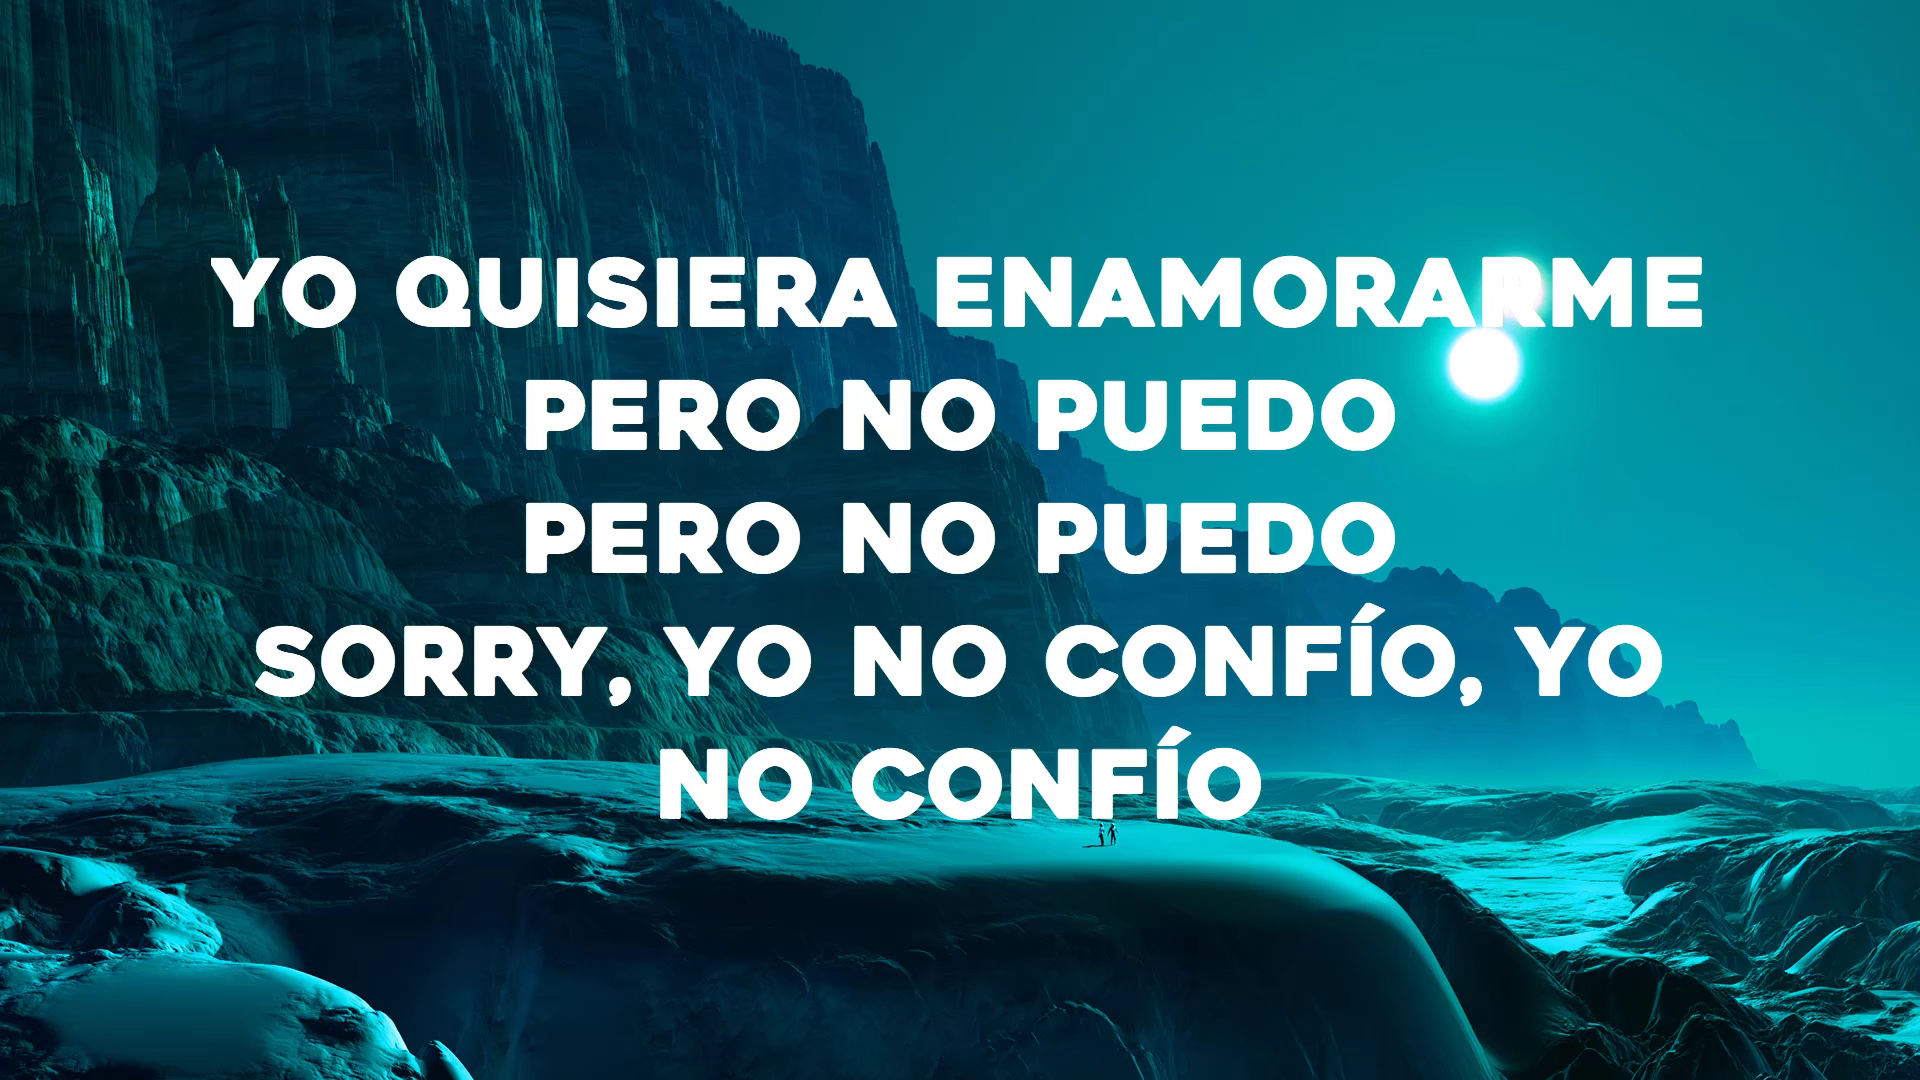 YO QUISIERA ENAMORARME
PERO NO PUEDO
PERO NO PUEDO
SORRY, YO NO CONFÍO, YO
NO CONFÍO